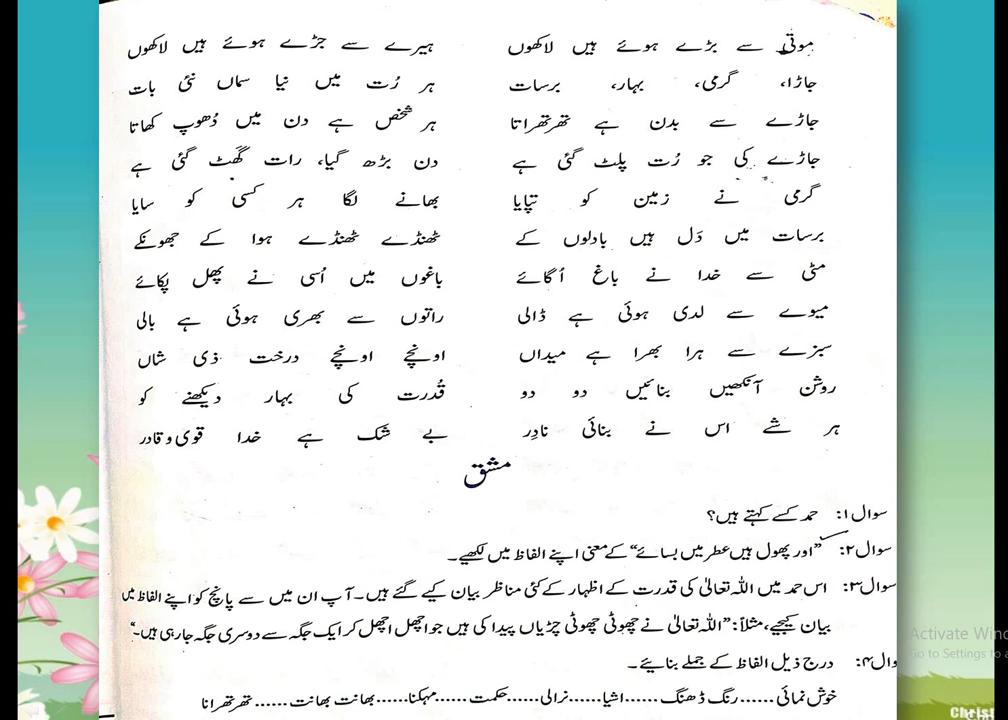 موتی سے بڑے ہوئے ہیں لاکھوں ہیرے سے جڑے ہوئے ہیں لاکھوں
جاڑا، گرمی، بہار، برسات ہر رُت میں نیا سماں نئی بات
جاڑے سے بدن ہے تھرتھراتا ہر شخص ہے دن میں دُھوپ کھاتا
جاڑے کی جو رُت پلٹ گئی ہے دن بڑھ گیا، رات گَھٹ گئی ہے
گرمی نے زمین کو تپایا بھانے لگا ہر کسی کو سایا
برسات میں دَل ہیں بادلوں کے ٹھنڈے ٹھنڈے ہوا کے جھونکے
مٹی سے خدا نے باغ اُگائے باغوں میں اُسی نے پھل پکائے
میوے سے لدی ہوئی ہے ڈالی راتوں سے بھری ہوئی ہے بالی
سبزے سے ہرا بھرا ہے میداں اونچے اونچے درخت ذی شاں
روشن آنکھیں بنائیں دو دو قُدرت کی بہار دیکھنے کو
ہر شے اس نے بنائی نادِر بے شک ہے خدا قوی و قادر
مشق
سوال ۱: حمد کسے کہتے ہیں؟
سوال ۲: ”اور پھول ہیں عطر میں بسائے“ کے معنی اپنے الفاظ میں لکھیے۔
سوال ۳: اس حمد میں اللہ تعالیٰ کی قدرت کے اظہار کے کئی مناظر بیان کیے گئے ہیں۔ آپ ان میں سے پانچ کو اپنے الفاظ میں
بیان کیجیے، مثلاً: ”اللہ تعالیٰ نے چھوٹی چھوٹی چڑیاں پیدا کی ہیں جو اُچھل اُچھل کر ایک جگہ سے دوسری جگہ جا رہی ہیں۔“
وال ۴: درج ذیل الفاظ کے جملے بنایئے۔
خوش نمائی ...... رنگ ڈھنگ ...... اشیا ...... نرالی ...... حکمت ...... مہکنا ...... بھانت بھانت ...... تھرتھرانا
Activate Wind
Go to Settings to a
Christ